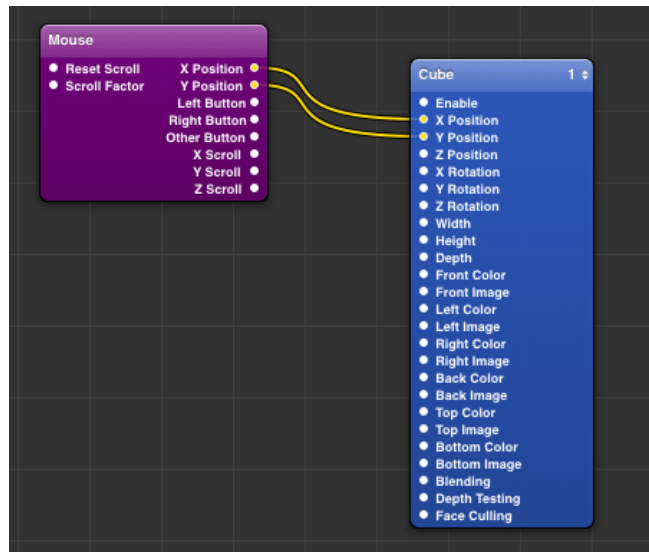 Mouse
Reset Scroll X Position
Scroll Factor Y Position
Left Button
Right Button
Other Button
X Scroll
Y Scroll
Z Scroll
Cube 1
Enable
X Position
Y Position
Z Position
X Rotation
Y Rotation
Z Rotation
Width
Height
Depth
Front Color
Front Image
Left Color
Left Image
Right Color
Right Image
Back Color
Back Image
Top Color
Top Image
Bottom Color
Bottom Image
Blending
Depth Testing
Face Culling